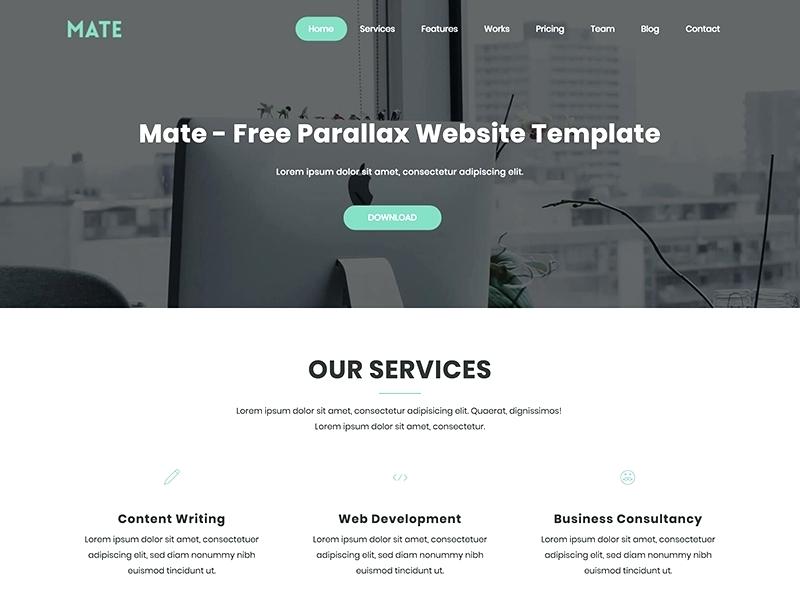 MATE
Home Services Features Works Pricing Team Blog Contact
Mate - Free Parallax Website Template
Lorem ipsum dolor sit amet, consectetur adipiscing elit.
DOWNLOAD
OUR SERVICES
Lorem ipsum dolor sit amet, consectetur adipisicing elit. Quaerat, dignissimos!
Lorem ipsum dolor sit amet, consectetur.
Content Writing
Lorem ipsum dolor sit amet, consectetuer
adipiscing elit, sed diam nonummy nibh
euismod tincidunt ut.
Web Development
Lorem ipsum dolor sit amet, consectetuer
adipiscing elit, sed diam nonummy nibh
euismod tincidunt ut.
Business Consultancy
Lorem ipsum dolor sit amet, consectetuer
adipiscing elit, sed diam nonummy nibh
euismod tincidunt ut.